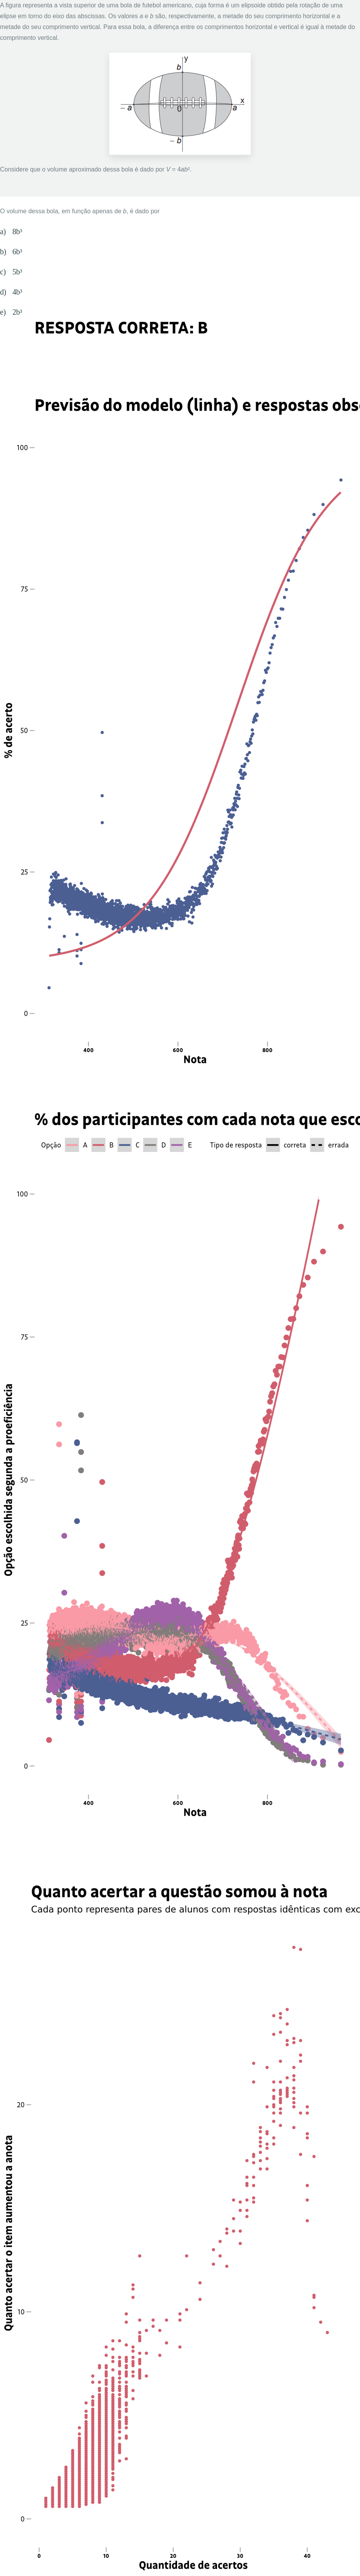 A figura representa a vista superior de uma bola de futebol americano, cuja forma é um elipsoide obtido pela rotação de uma
elipse em torno do eixo das abscissas. Os valores a e b são, respectivamente, a metade do seu comprimento horizontal e a
metade do seu comprimento vertical. Para essa bola, a diferença entre os comprimentos horizontal e vertical é igual à metade do
comprimento vertical.
y
b
x
– a
0
a
– b
Considere que o volume aproximado dessa bola é dado por V = 4ab².
O volume dessa bola, em função apenas de b, é dado por
a) 8b³
b) 6b³
c) 5b³
d) 4b³
e) 2b³
RESPOSTA CORRETA: B
Previsão do modelo (linha) e respostas obs
100
75
50
25
0
% de acerto
400 600 800
Nota
% dos participantes com cada nota que esco
Opção A B C D E Tipo de resposta correta errada
100
75
50
25
0
Opção escolhida segunda a proeficiência
400 600 800
Nota
Quanto acertar a questão somou à nota
Cada ponto representa pares de alunos com respostas idênticas com exc
20
10
0
Quanto acertar o item aumentou a anota
0 10 20 30 40
Quantidade de acertos